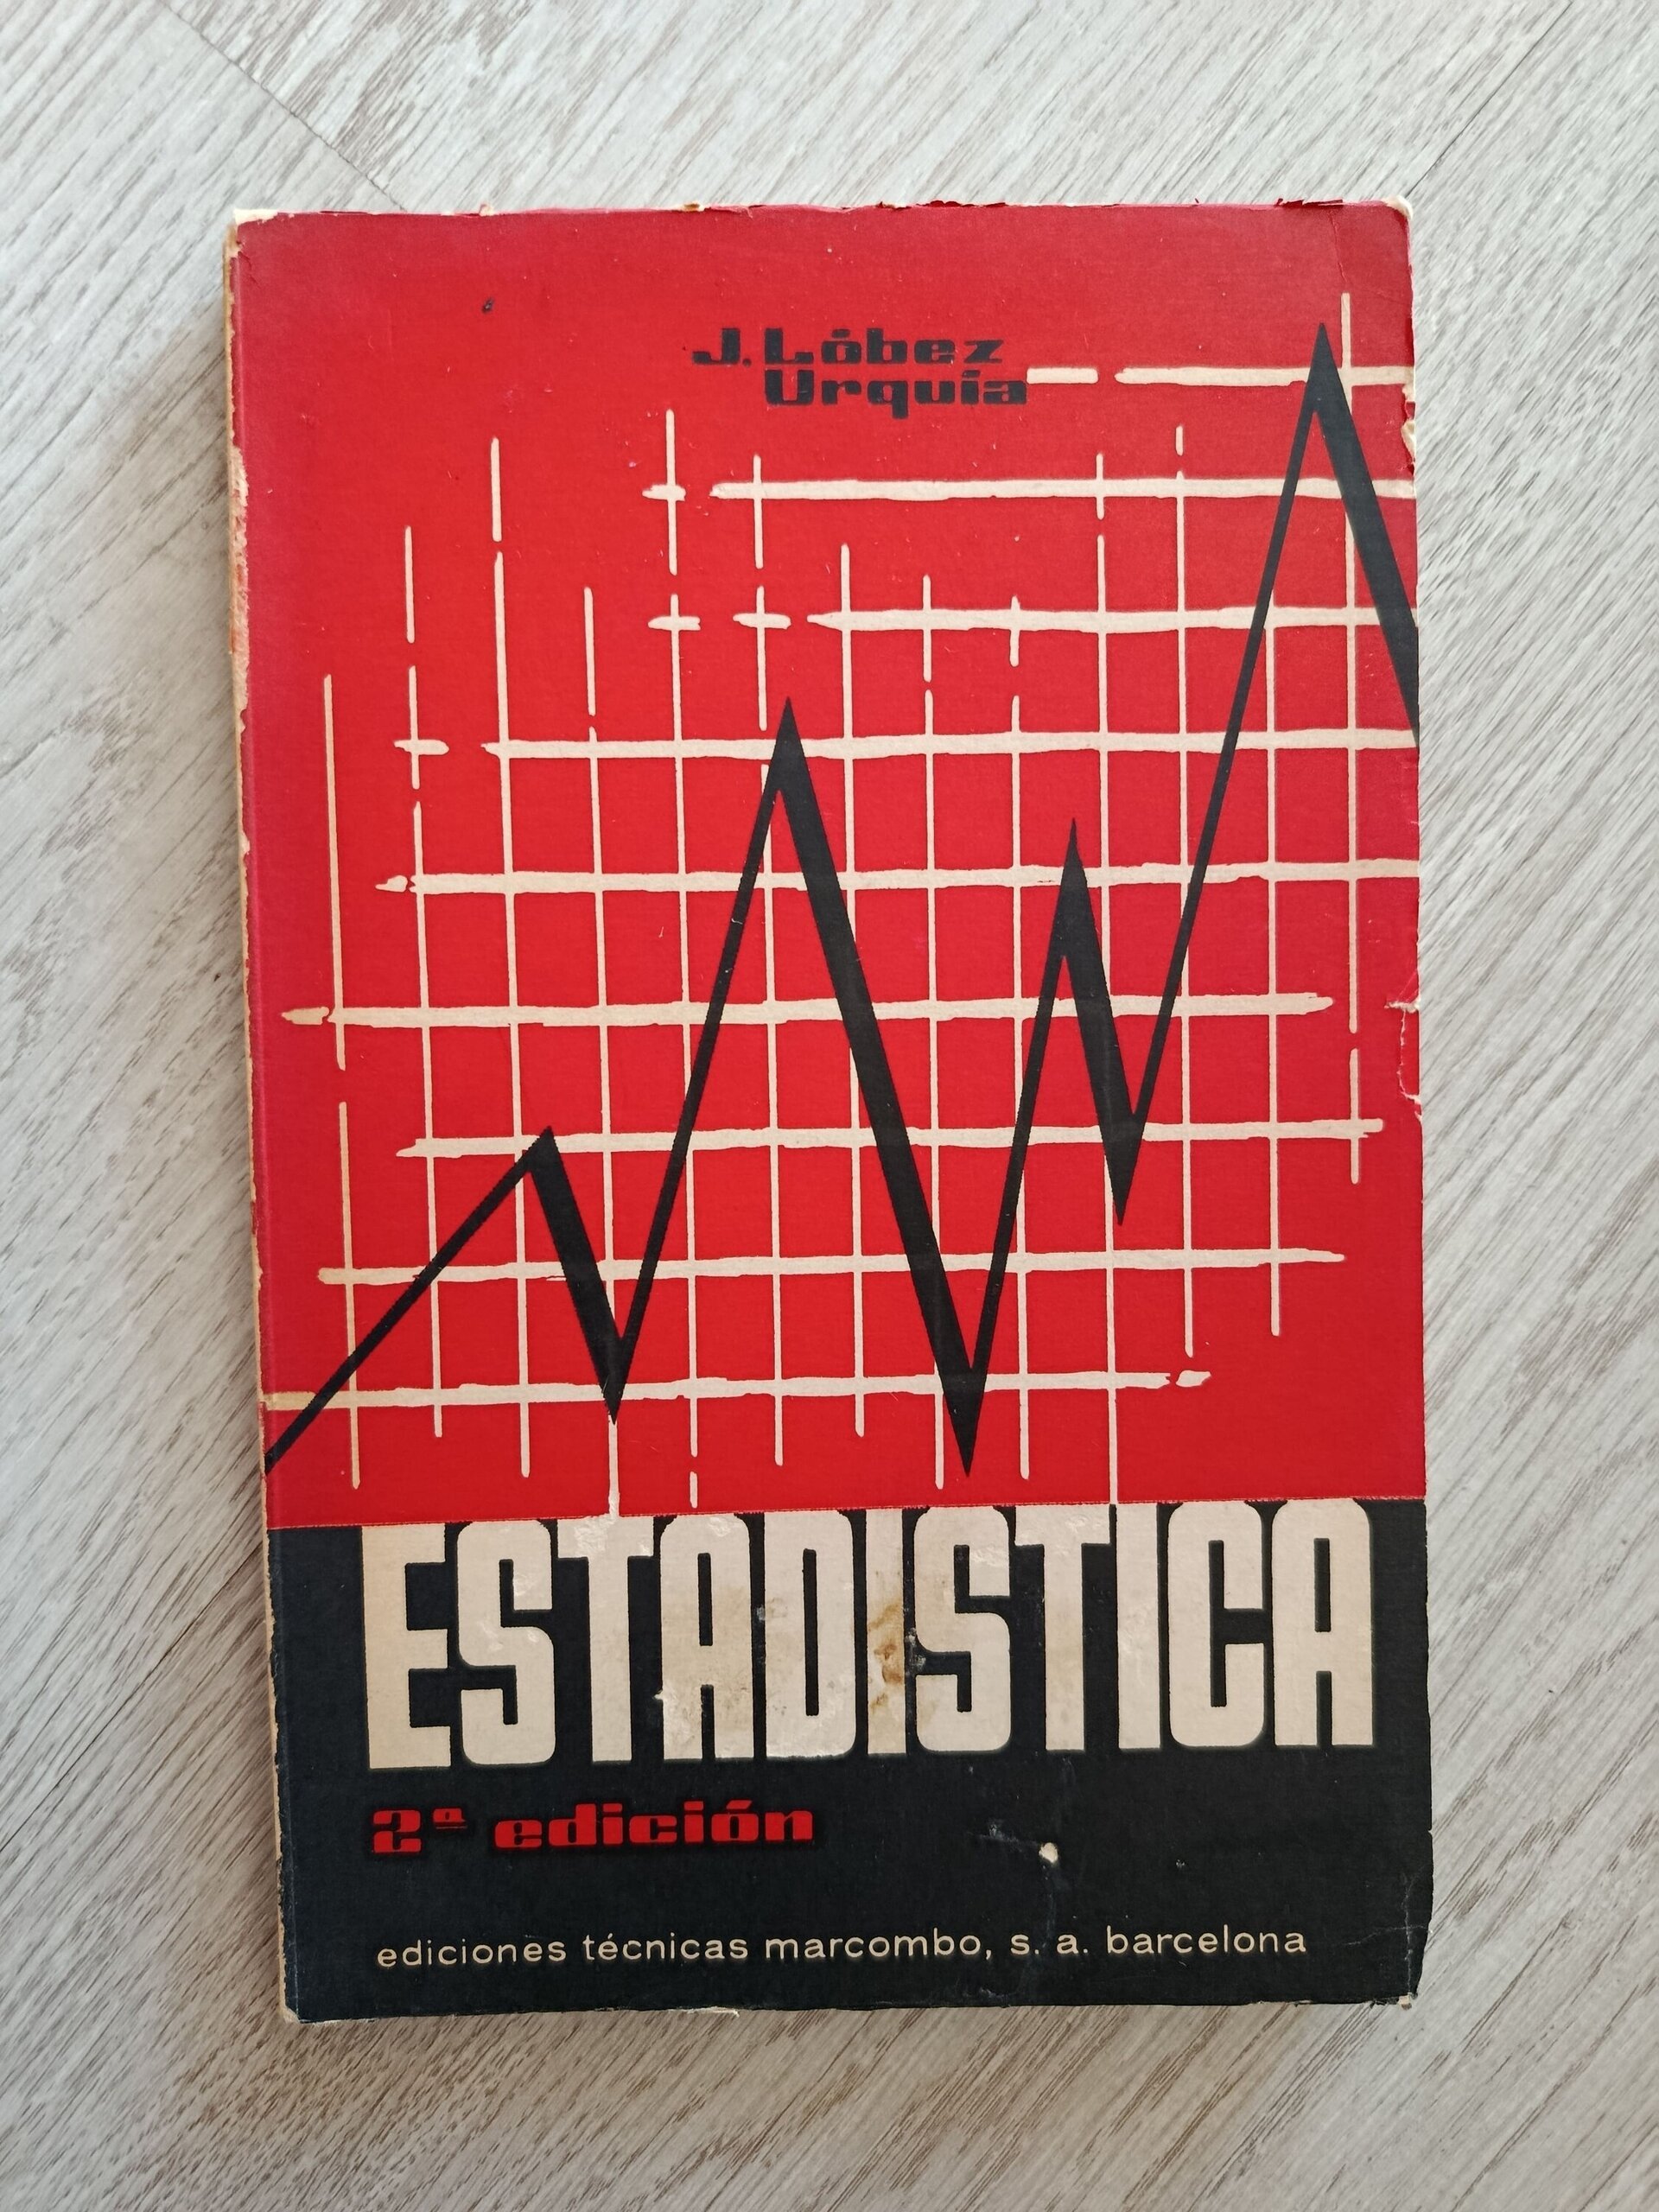 J. Lóbez
Urquía
ESTADISTICA
2ª edición
ediciones técnicas marcombo, s. a. barcelona